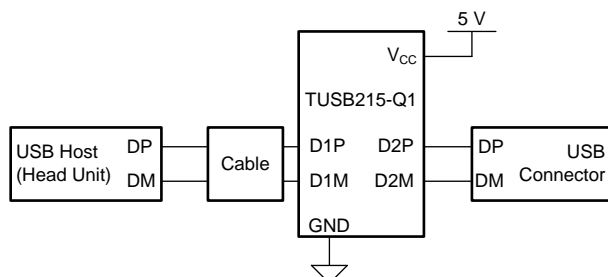 5 V
VCC
TUSB215-Q1
USB Host
(Head Unit)
DP
DM
Cable
D1P
D1M
D2P
D2M
GND
DP
DM
USB
Connector